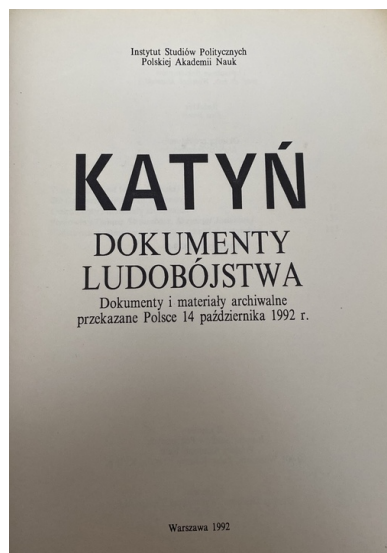 Instytut Studiów Politycznych
Polskiej Akademii Nauk
KATYŃ
DOKUMENTY
LUDOBÓJSTWA
Dokumenty i materiały archiwalne
przekazane Polsce 14 października 1992 r.
Warszawa 1992